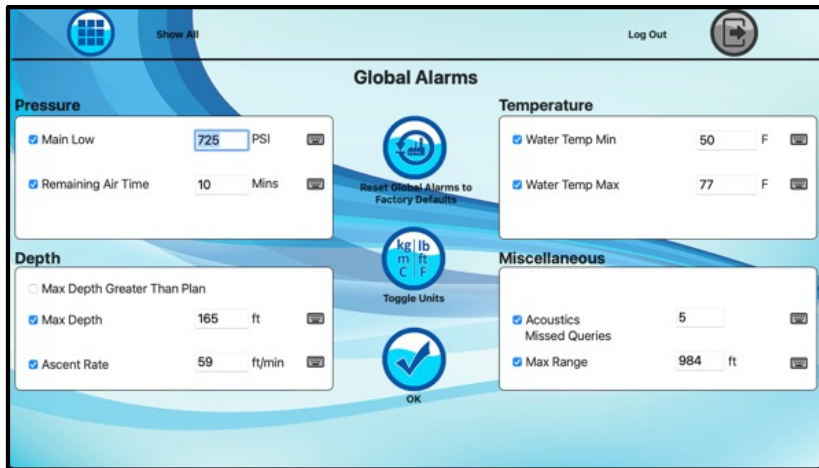 Show All
Log Out
Global Alarms
Pressure
Main Low 725 PSI
Remaining Air Time 10 Mins
Reset Global Alarms to
Factory Defaults
Temperature
Water Temp Min 50 F
Water Temp Max 77 F
Depth
Max Depth Greater Than Plan
Max Depth 165 ft
Ascent Rate 59 ft/min
kg lb
m ft
C F
Toggle Units
OK
Miscellaneous
Acoustics 5
Missed Queries
Max Range 984 ft